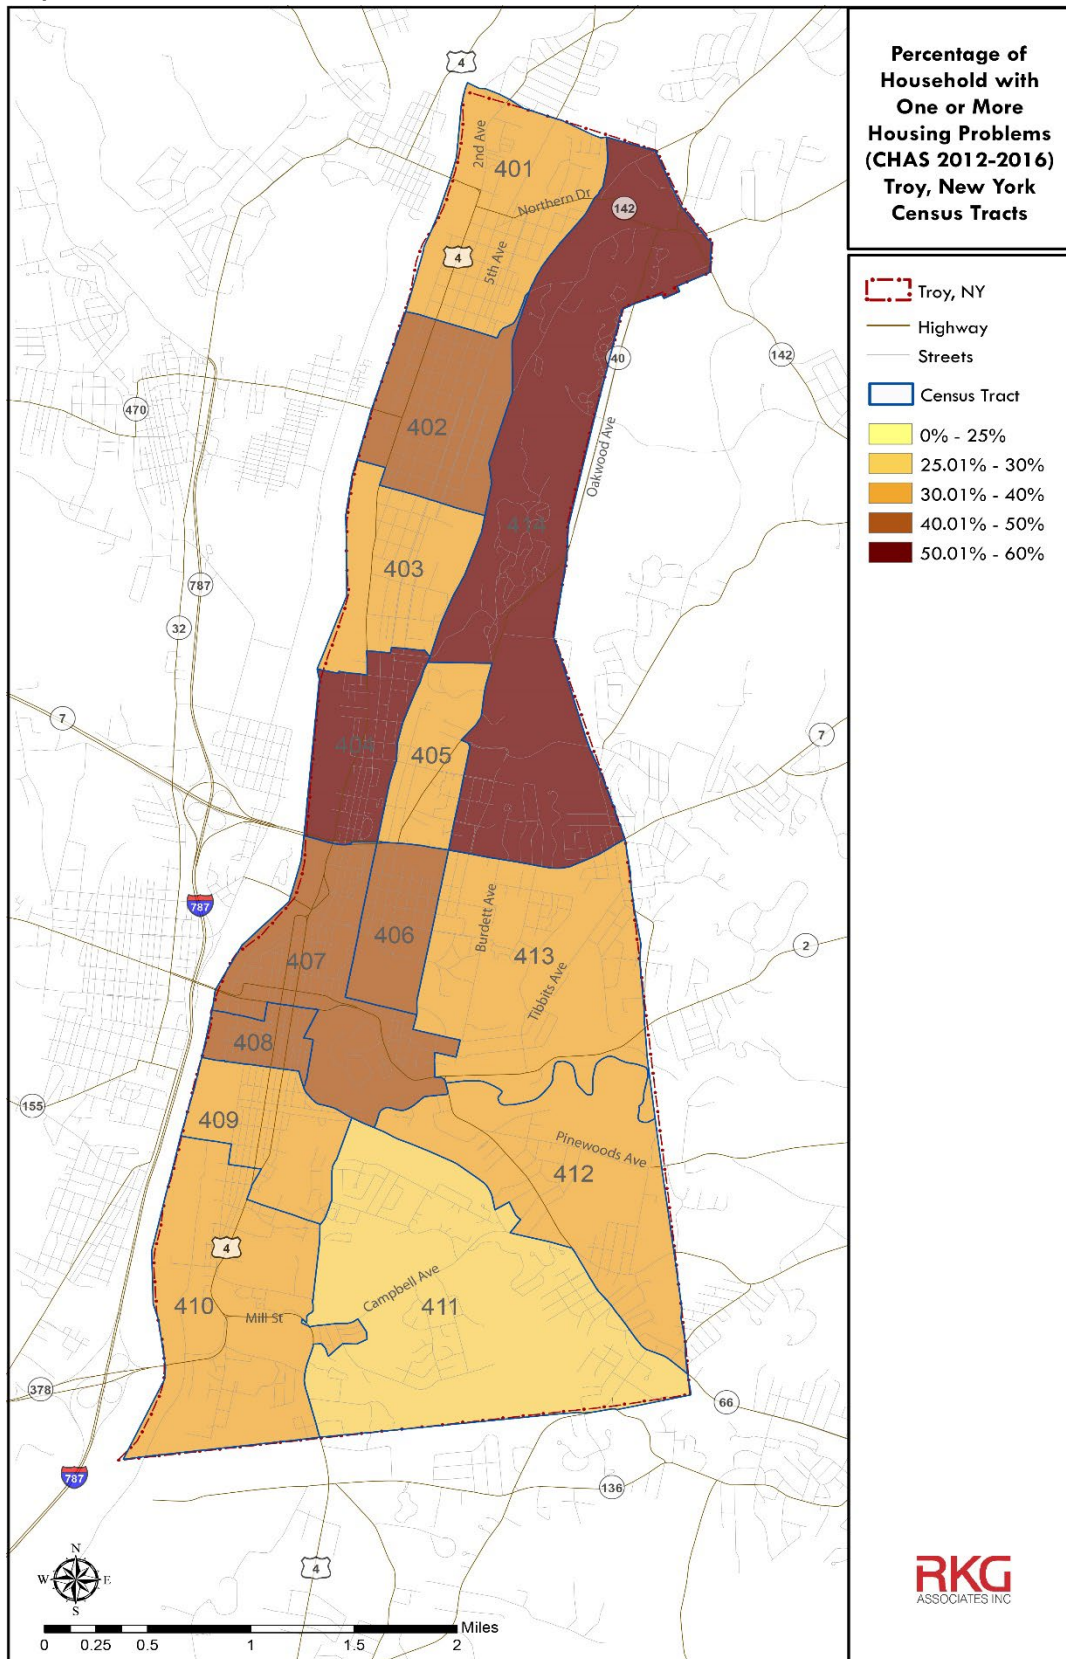 Percentage of
Household with
One or More
Housing Problems
(CHAS 2012-2016)
Troy, New York
Census Tracts
Troy, NY
Highway
Streets
Census Tract
0% - 25%
25.01% - 30%
30.01% - 40%
40.01% - 50%
50.01% - 60%
4
2nd Ave
401
Northern Dr
142
4
5th Ave
40
142
470
402
Oakwood Ave
414
403
787
32
7
404
405
7
787
406
Burdett Ave
407
413
2
Tibbits Ave
408
155
409
Pinewoods Ave
412
4
Campbell Ave
410
411
Mill St
378
66
787
136
4
N
W
E
S
Miles
0 0.25 0.5 1 1.5 2
RKG
ASSOCIATES INC